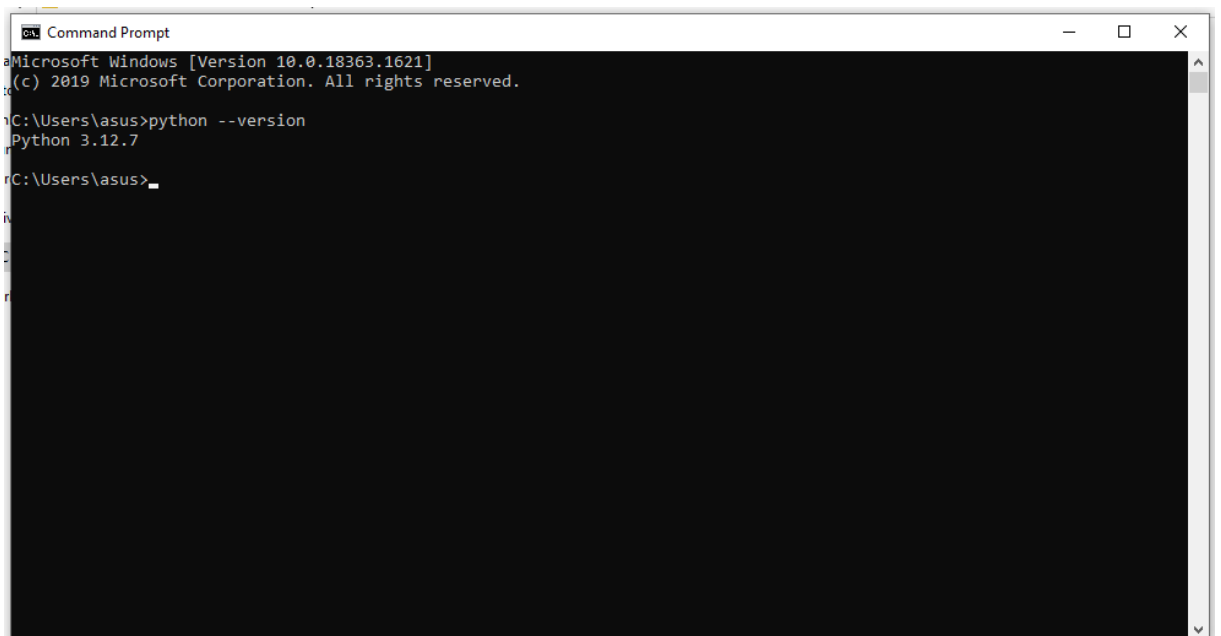 Command Prompt
Microsoft Windows [Version 10.0.18363.1621]
(c) 2019 Microsoft Corporation. All rights reserved.
C:\Users\asus>python --version
Python 3.12.7
C:\Users\asus>